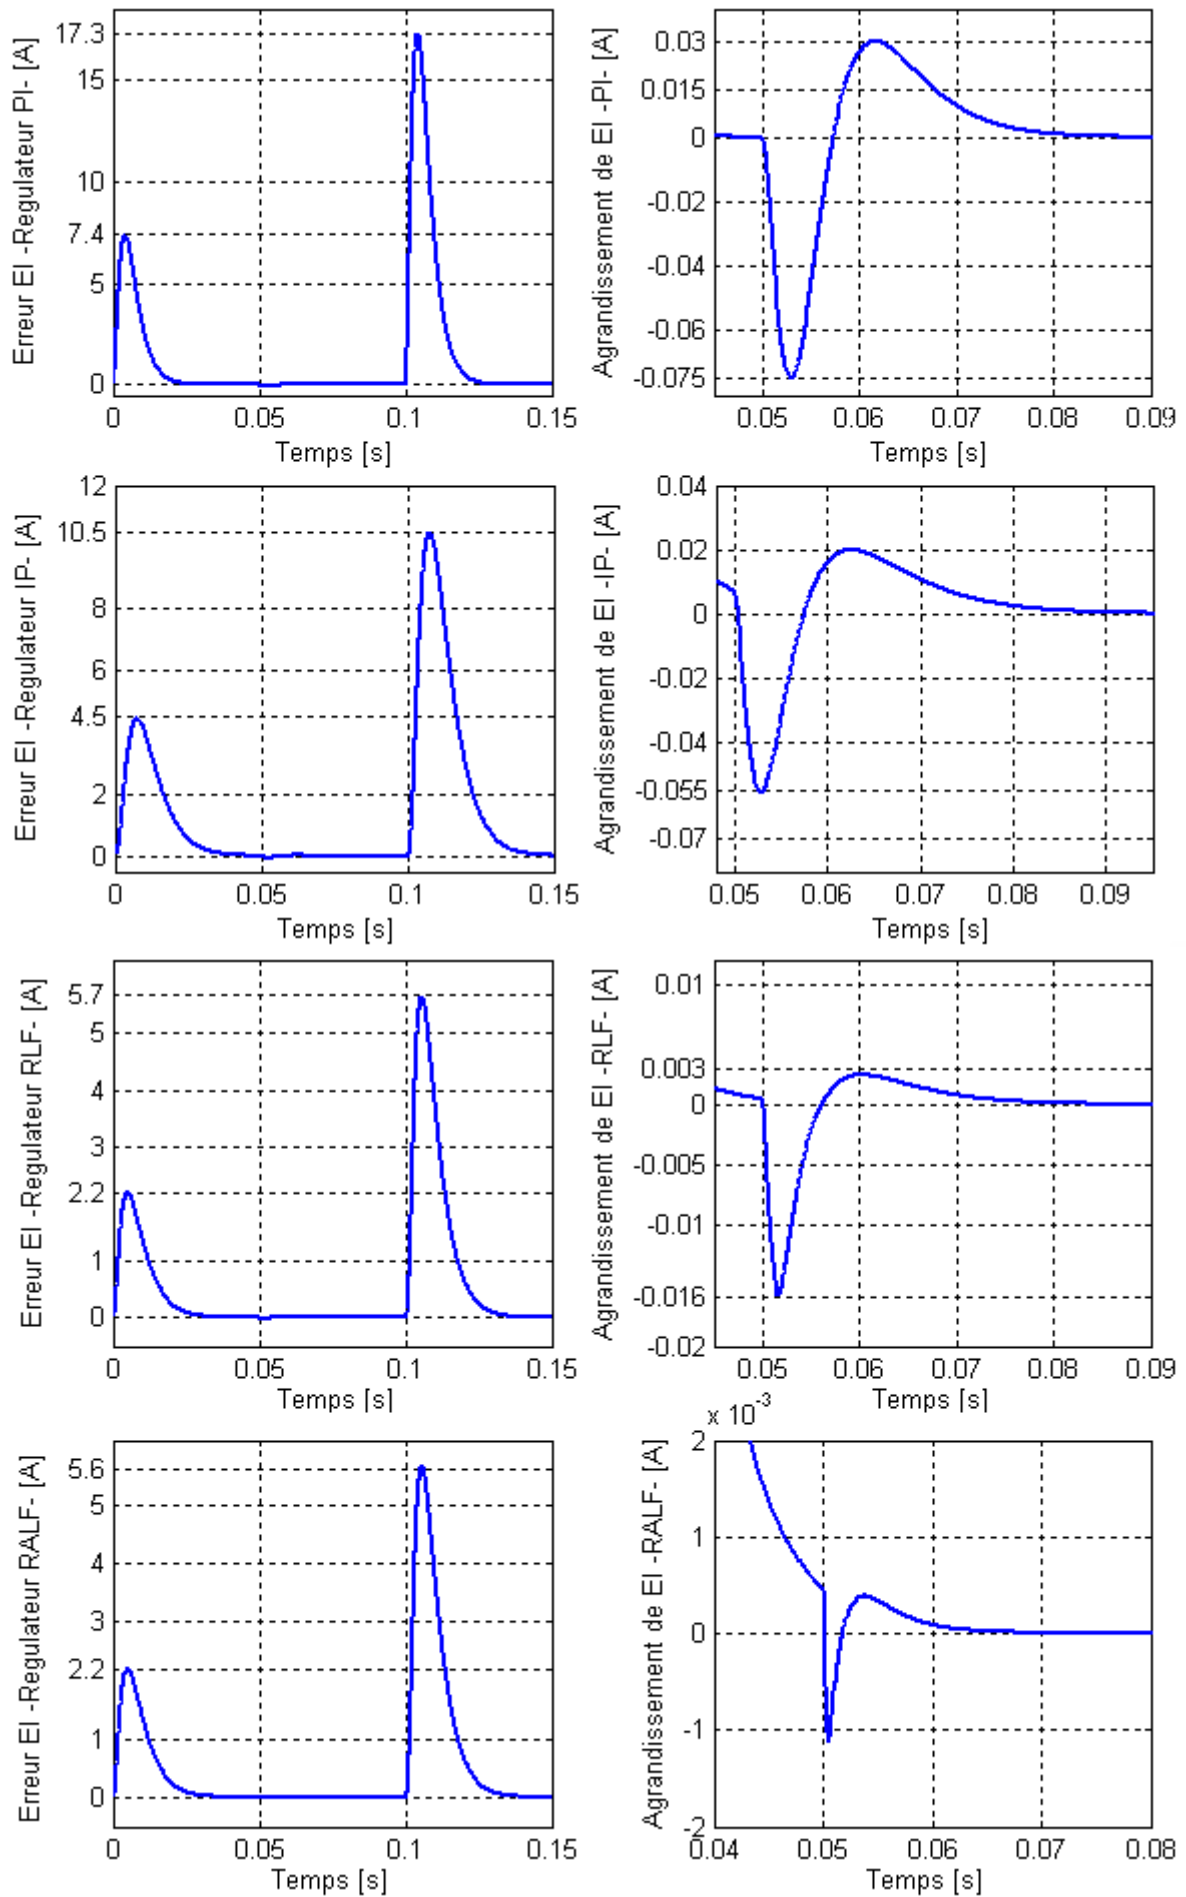 Erreur EI -Regulateur PI- [A]
17.3
15
10
7.4
5
0
0 0.05 0.1 0.15
Temps [s]
Agrandissement de EI -PI- [A]
0.03
0.015
0
-0.02
-0.04
-0.06
-0.075
0.05 0.06 0.07 0.08 0.09
Temps [s]
Erreur EI -Regulateur IP- [A]
12
10.5
8
6
4.5
2
0
0 0.05 0.1 0.15
Temps [s]
Agrandissement de EI -IP- [A]
0.04
0.02
0
-0.02
-0.04
-0.055
-0.07
0.05 0.06 0.07 0.08 0.09
Temps [s]
Erreur EI -Regulateur RLF- [A]
5.7
5
4
3
2.2
1
0
0 0.05 0.1 0.15
Temps [s]
Agrandissement de EI -RLF- [A]
0.01
0.003
0
-0.005
-0.01
-0.016
-0.02
0.05 0.06 0.07 0.08 0.09
Temps [s]
Erreur EI -Regulateur RALF- [A]
5.6
5
4
3
2.2
1
0
0 0.05 0.1 0.15
Temps [s]
Agrandissement de EI -RALF- [A]
x 10-3
2
1
0
-1
-2
0.04 0.05 0.06 0.07 0.08
Temps [s]